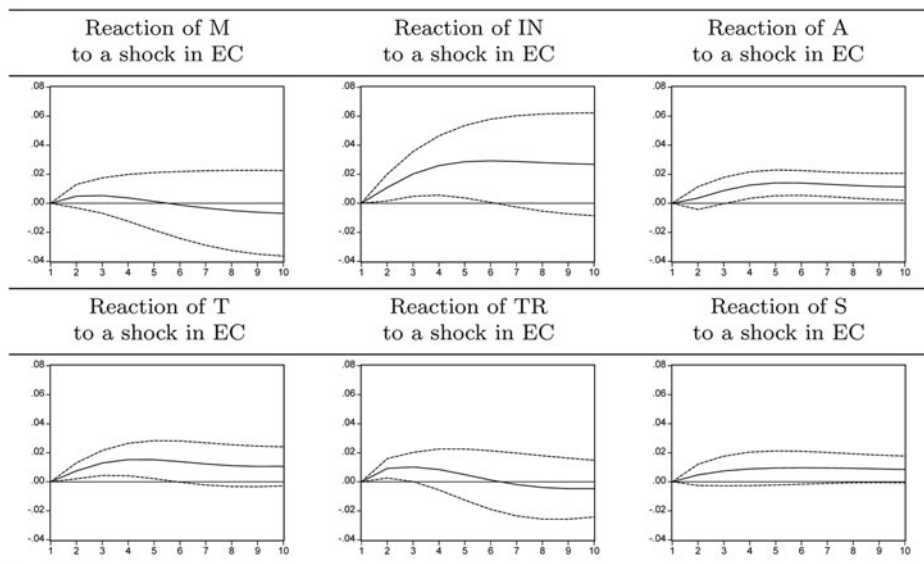 Reaction of M
to a shock in EC
Reaction of IN
to a shock in EC
Reaction of A
to a shock in EC
.08
.06
.04
.02
.00
-.02
-.04
1 2 3 4 5 6 7 8 9 10
.08
.06
.04
.02
.00
-.02
-.04
1 2 3 4 5 6 7 8 9 10
.08
.06
.04
.02
.00
-.02
-.04
1 2 3 4 5 6 7 8 9 10
Reaction of T
to a shock in EC
Reaction of TR
to a shock in EC
Reaction of S
to a shock in EC
.08
.06
.04
.02
.00
-.02
-.04
1 2 3 4 5 6 7 8 9 10
.08
.06
.04
.02
.00
-.02
-.04
1 2 3 4 5 6 7 8 9 10
.08
.06
.04
.02
.00
-.02
-.04
1 2 3 4 5 6 7 8 9 10